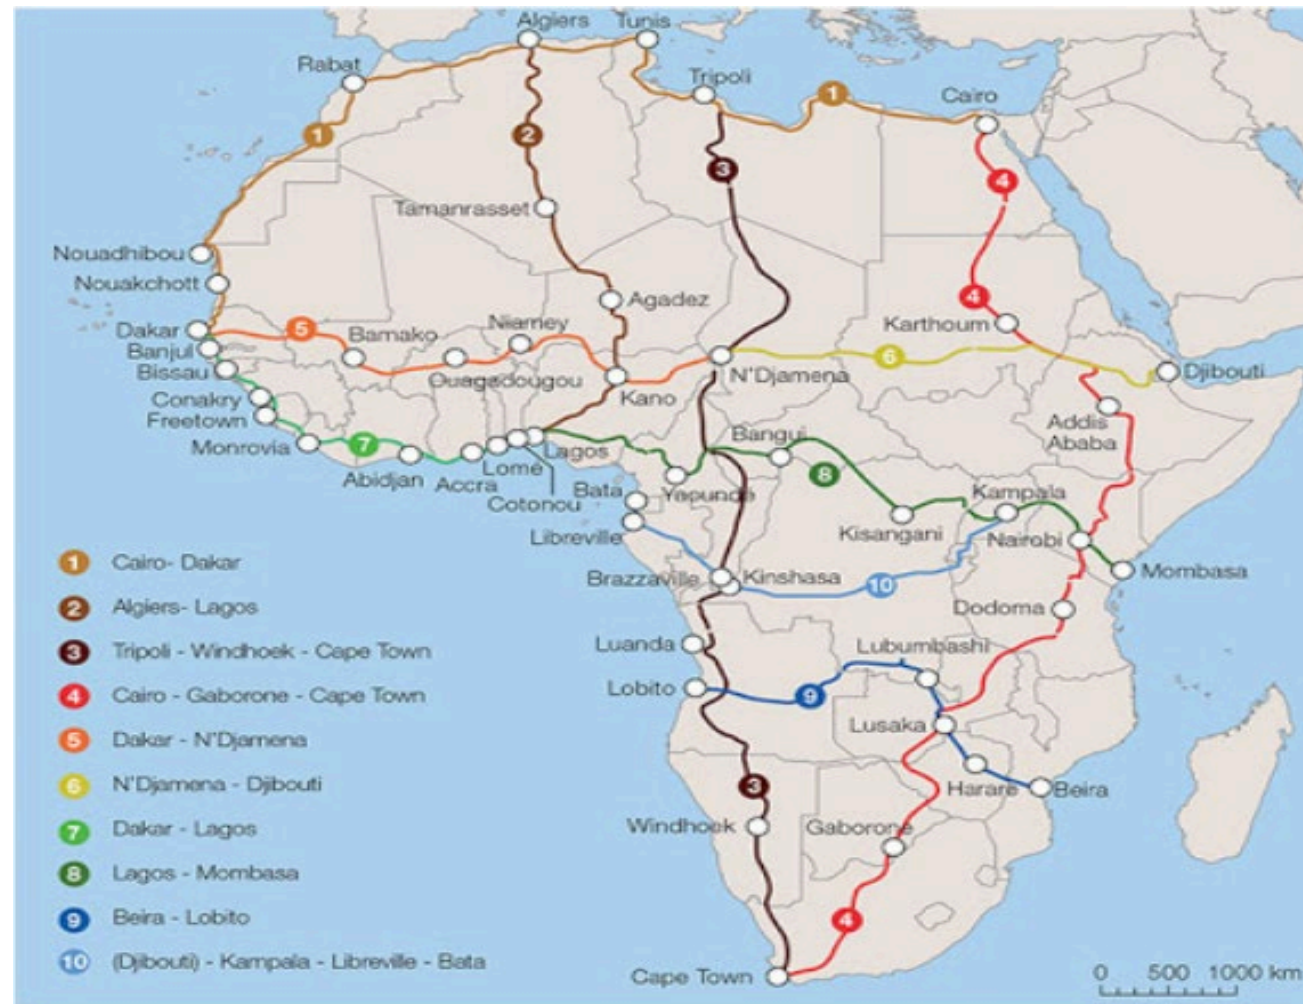 Algiers
Tunis
Rabat
Tripoli
1
Cairo
1
2
3
4
Tamanrasset
Nouadhibou
Nouakchott
Agadez
4
Karthoum
Dakar
5
Bamako
Niamey
Banjul
6
Bissau
Ouagadougou
N'Djamena
Djibouti
Conakry
Kano
Freetown
Addis
Ababa
Monrovia
7
Lagos
Bangui
Abidjan
Accra
Lomé
8
Cotonou
Bata
Yaounde
Kampala
Libreville
Kisangani
Nairobi
1 Cairo- Dakar
Brazzaville
Kinshasa
10
Mombasa
2 Algiers- Lagos
Dodoma
3 Tripoli - Windhoek - Cape Town
Luanda
Lubumbashi
4 Cairo - Gaborone - Cape Town
Lobito
9
Lusaka
5 Dakar - N'Djamena
6 N'Djamena - Djibouti
3
Harare
Beira
7 Dakar - Lagos
Windhoek
Gaborone
8 Lagos - Mombasa
9 Beira - Lobito
4
10 (Djibouti) - Kampala - Libreville - Bata
Cape Town
0 500 1000 km